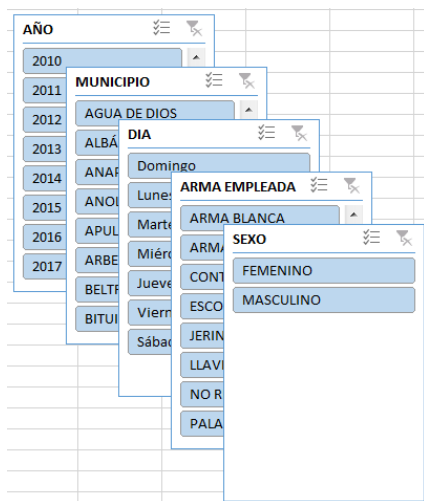 AÑO
2010
2011
2012
2013
2014
2015
2016
2017
MUNICIPIO
AGUA DE DIOS
ALBÁ
ANAP
ANOL
APUL
ARBE
BELTR
BITUI
DIA
Domingo
Lunes
Marte
Miérc
Jueve
Viern
Sábad
ARMA EMPLEADA
ARMA BLANCA
ARMA
CONT
ESCO
JERIN
LLAV
NO R
PALA
SEXO
FEMENINO
MASCULINO